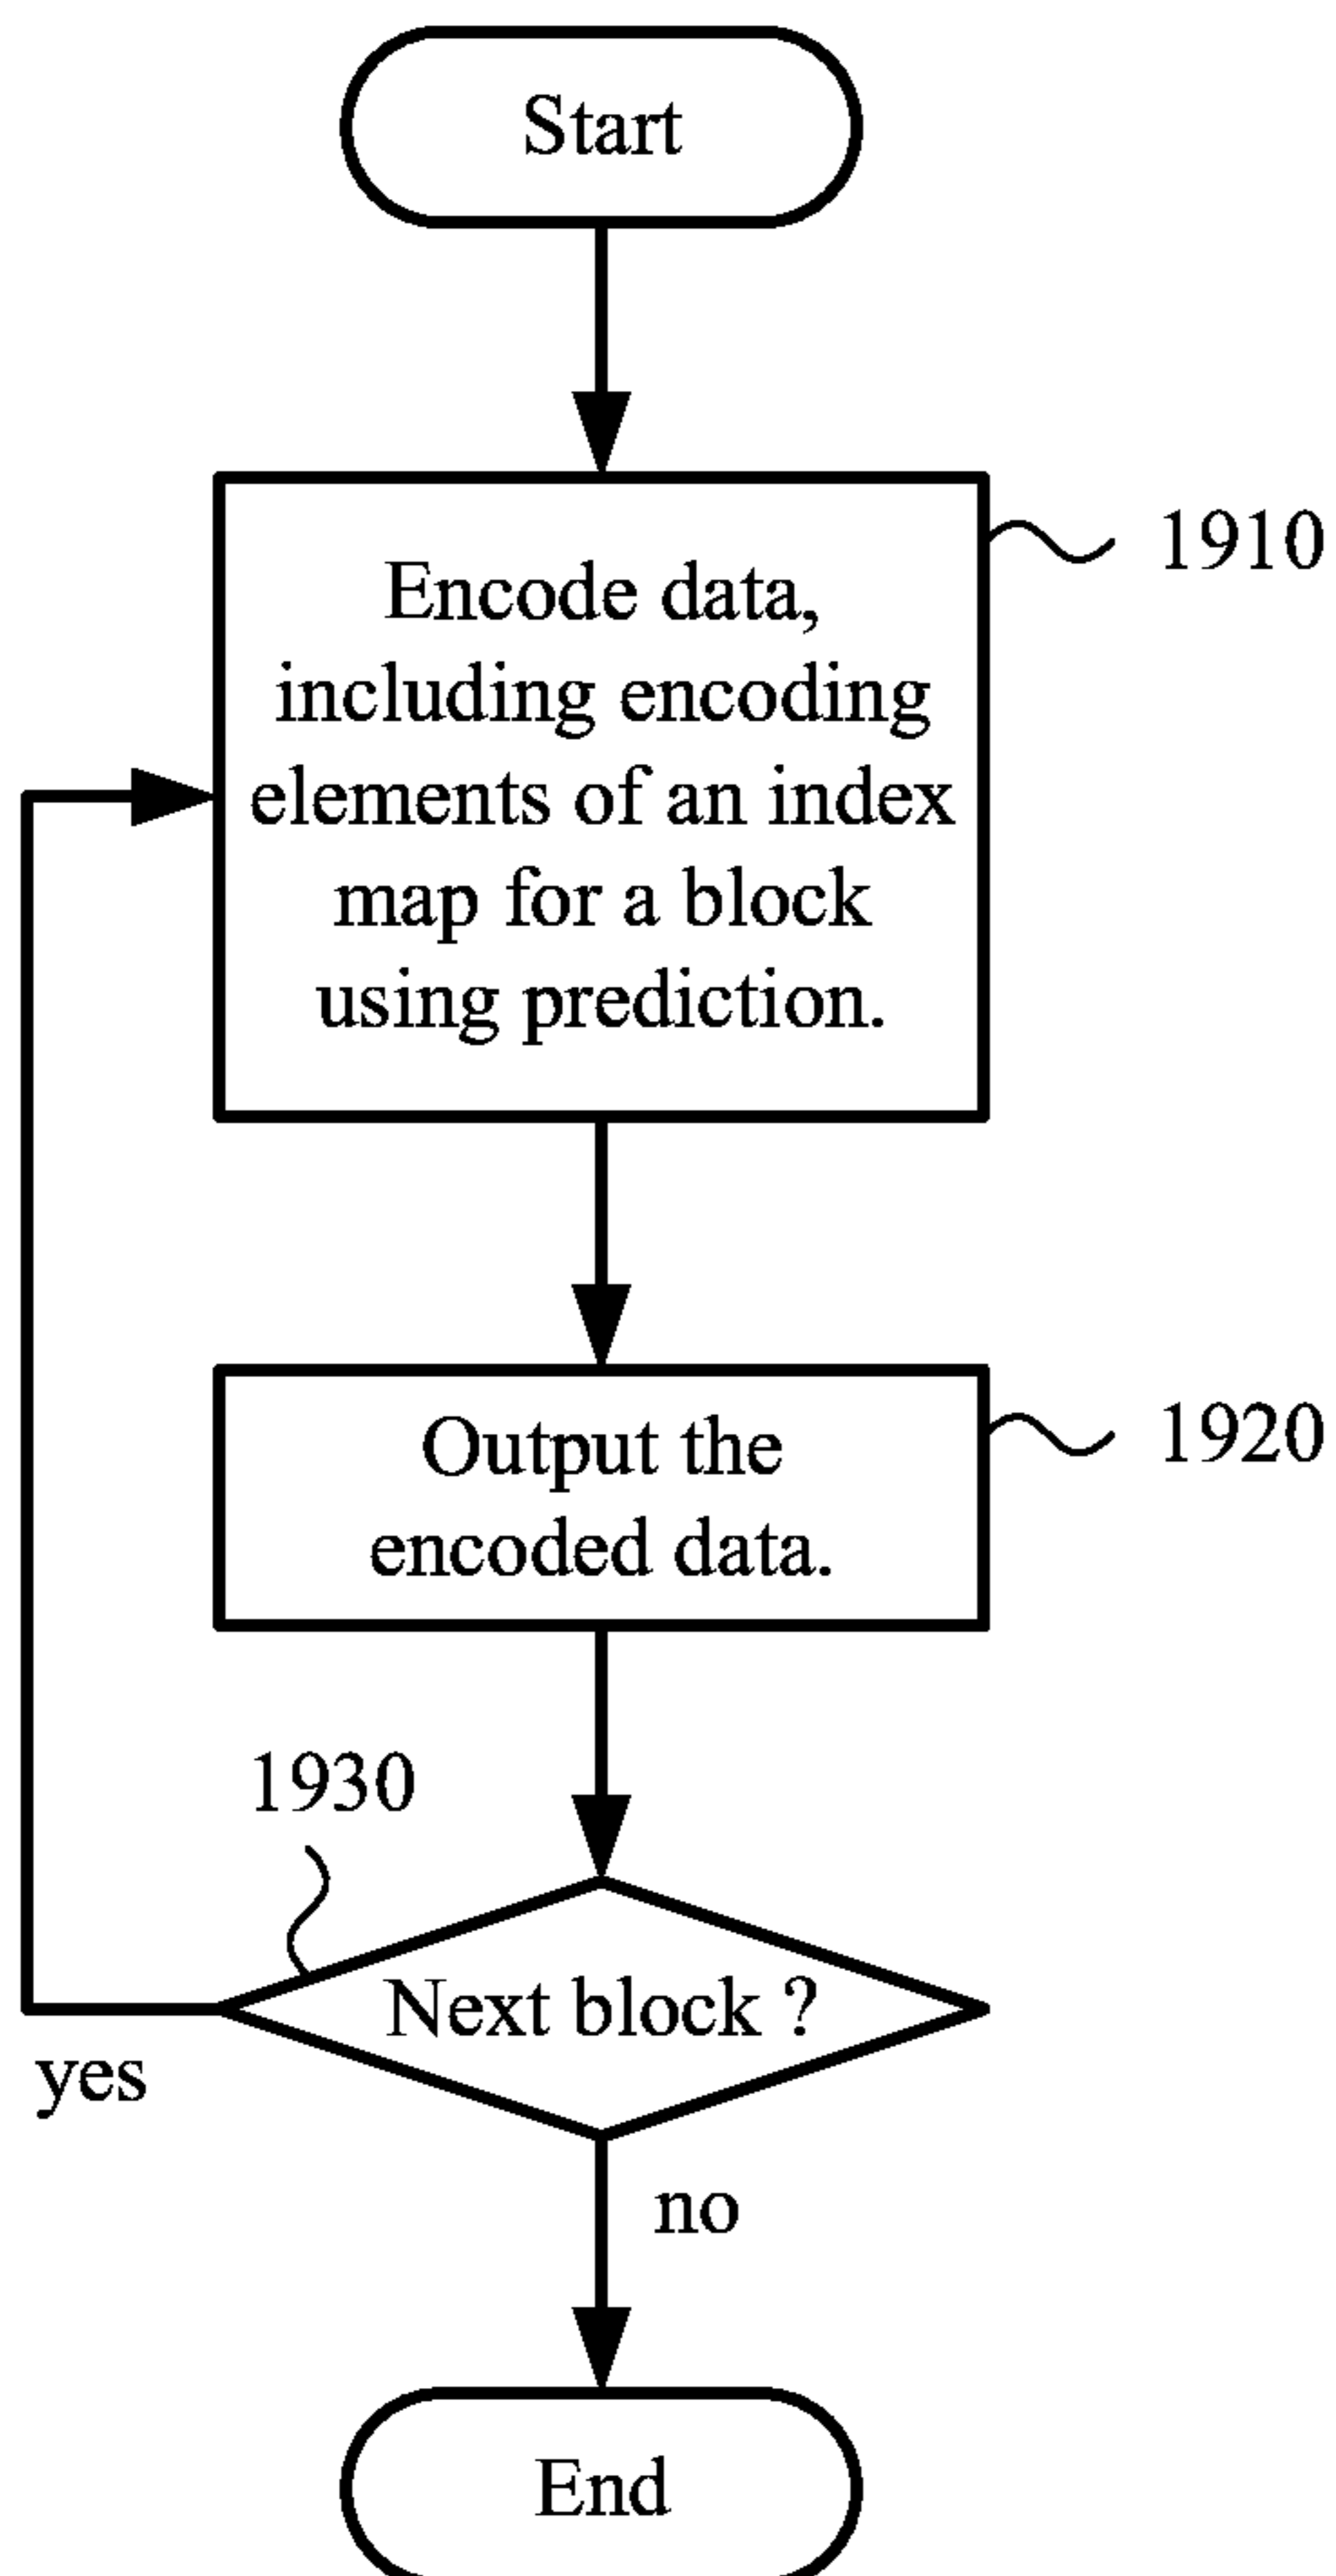 Start
1910
Encode data,
including encoding
elements of an index
map for a block
using prediction.
1920
Output the
encoded data.
1930
Next block ?
yes
no
End